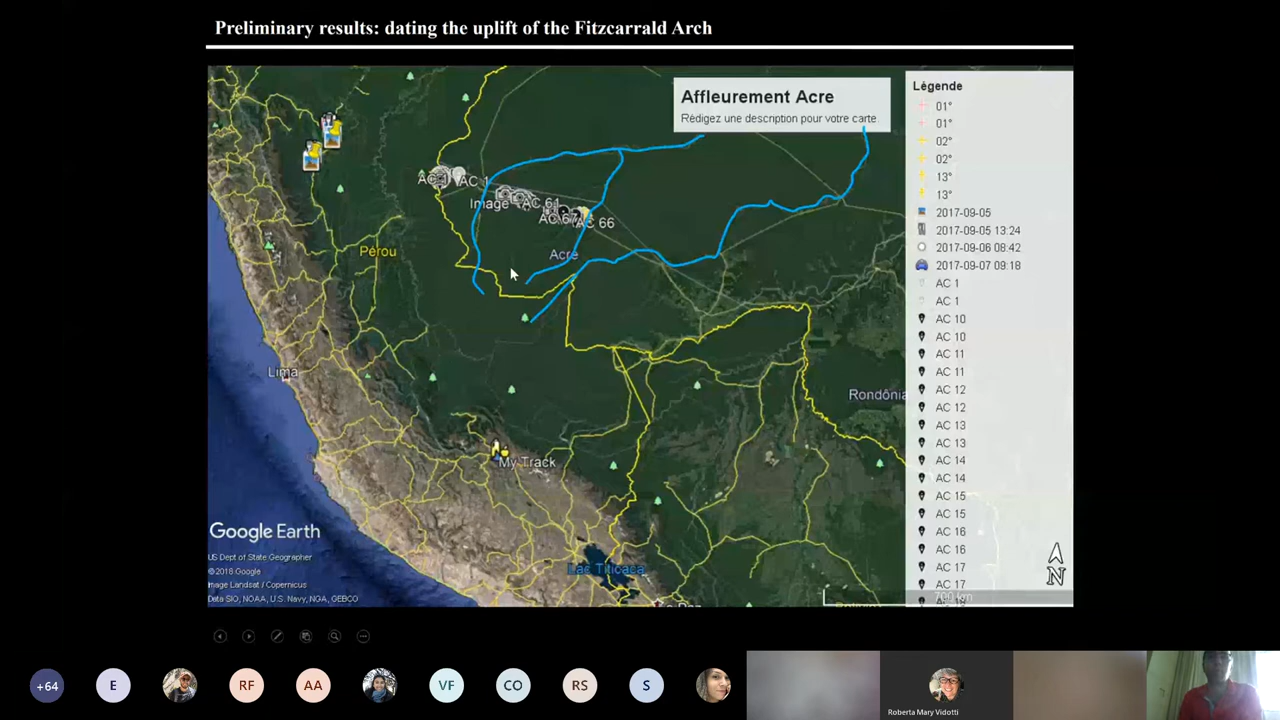 Preliminary results: dating the uplift of the Fitzcarrald Arch
Affleurement Acre
Rédigez une description pour votre carte.
Légende
01°
01°
02°
02°
13°
13°
2017-09-05
2017-09-05 13:24
2017-09-06 08:42
2017-09-07 09:18
AC 1
AC 1
AC 10
AC 10
AC 11
AC 11
AC 12
AC 12
AC 13
AC 13
AC 14
AC 14
AC 15
AC 15
AC 16
AC 16
AC 17
AC 17
AC 1
Image
AC 61
AC 67
AC 66
Acre
Pérou
Lima
Rondônia
My Track
Lac Titicaca
Google Earth
US Dept of State Geographer
©2018 Google
Image Landsat / Copernicus
Data SIO, NOAA, U.S. Navy, NGA, GEBCO
700 km
N
+64
E
RF
AA
VF
CO
RS
S
Roberta Mary Vidotti